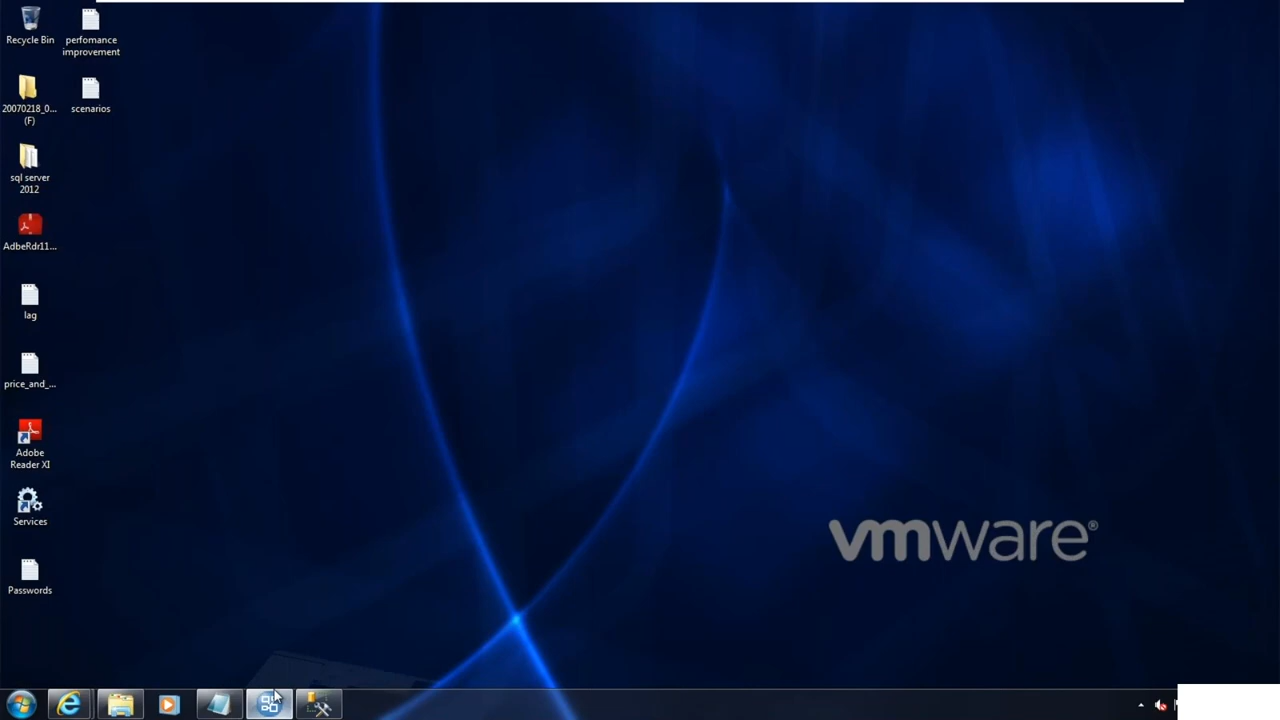 Recycle Bin
perfomance
improvement
20070218_0...
(F)
scenarios
sql server
2012
AdbeRdr11...
lag
price_and_...
Adobe
Reader XI
Services
Passwords
vmware®